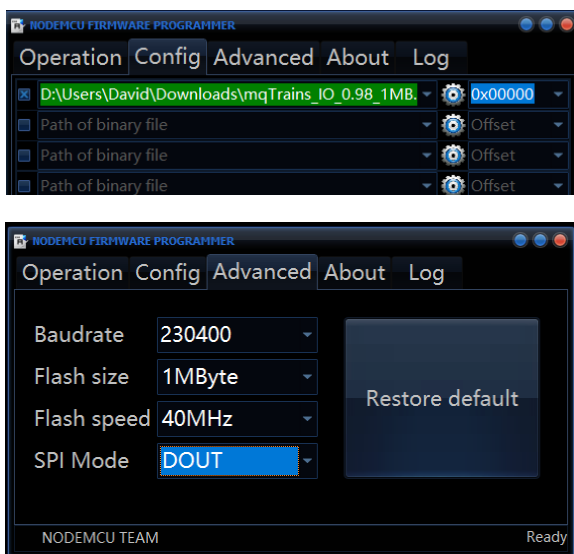 NODEMCU FIRMWARE PROGRAMMER
Operation Config Advanced About Log
D:\Users\David\Downloads\mqTrains_IO_0.98_1MB. 0x00000
Path of binary file Offset
Path of binary file Offset
Path of binary file Offset
NODEMCU FIRMWARE PROGRAMMER
Operation Config Advanced About Log
Baudrate 230400
Flash size 1MByte
Restore default
Flash speed 40MHz
SPI Mode DOUT
NODEMCU TEAM Ready